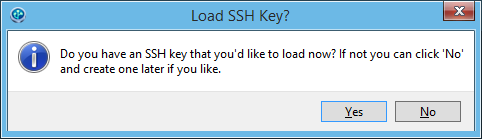 Load SSH Key?
Do you have an SSH key that you'd like to load now? If not you can click 'No'
and create one later if you like.
Yes
No